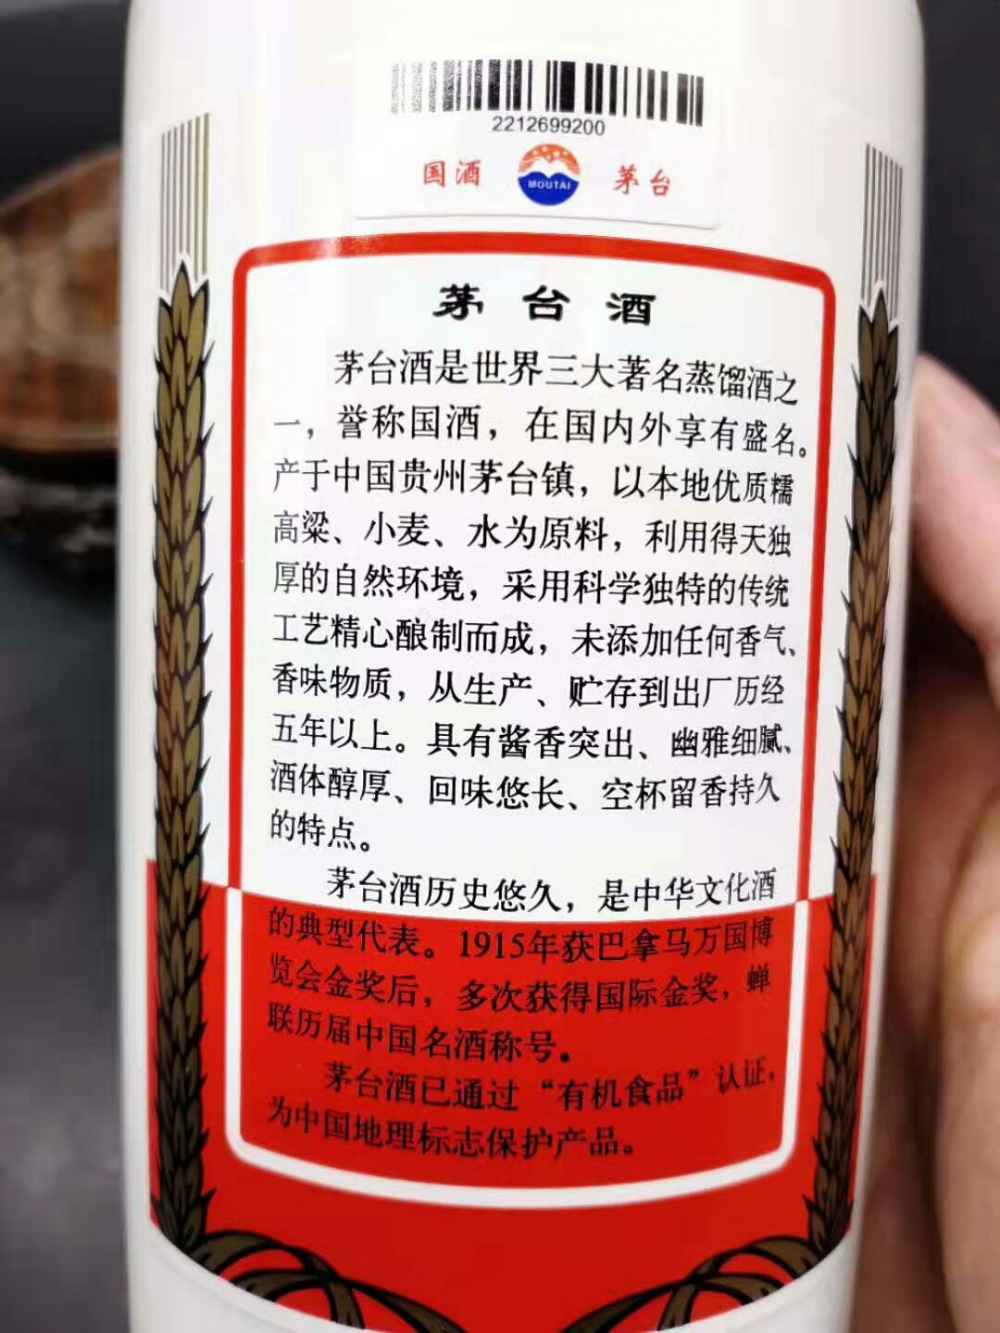 2212699200
国酒 MOUTAI 茅台
茅台酒
茅台酒是世界三大著名蒸馏酒之
一，誉称国酒，在国内外享有盛名。
产于中国贵州茅台镇，以本地优质糯
高粱、小麦、水为原料，利用得天独
厚的自然环境，采用科学独特的传统
工艺精心酿制而成，未添加任何香气、
香味物质，从生产、贮存到出厂历经
五年以上。具有酱香突出、幽雅细腻、
酒体醇厚、回味悠长、空杯留香持久
的特点。
茅台酒历史悠久，是中华文化酒
的典型代表。1915年获巴拿马万国博
览会金奖后，多次获得国际金奖，蝉
联历届中国名酒称号。
茅台酒已通过“有机食品”认证，
为中国地理标志保护产品。